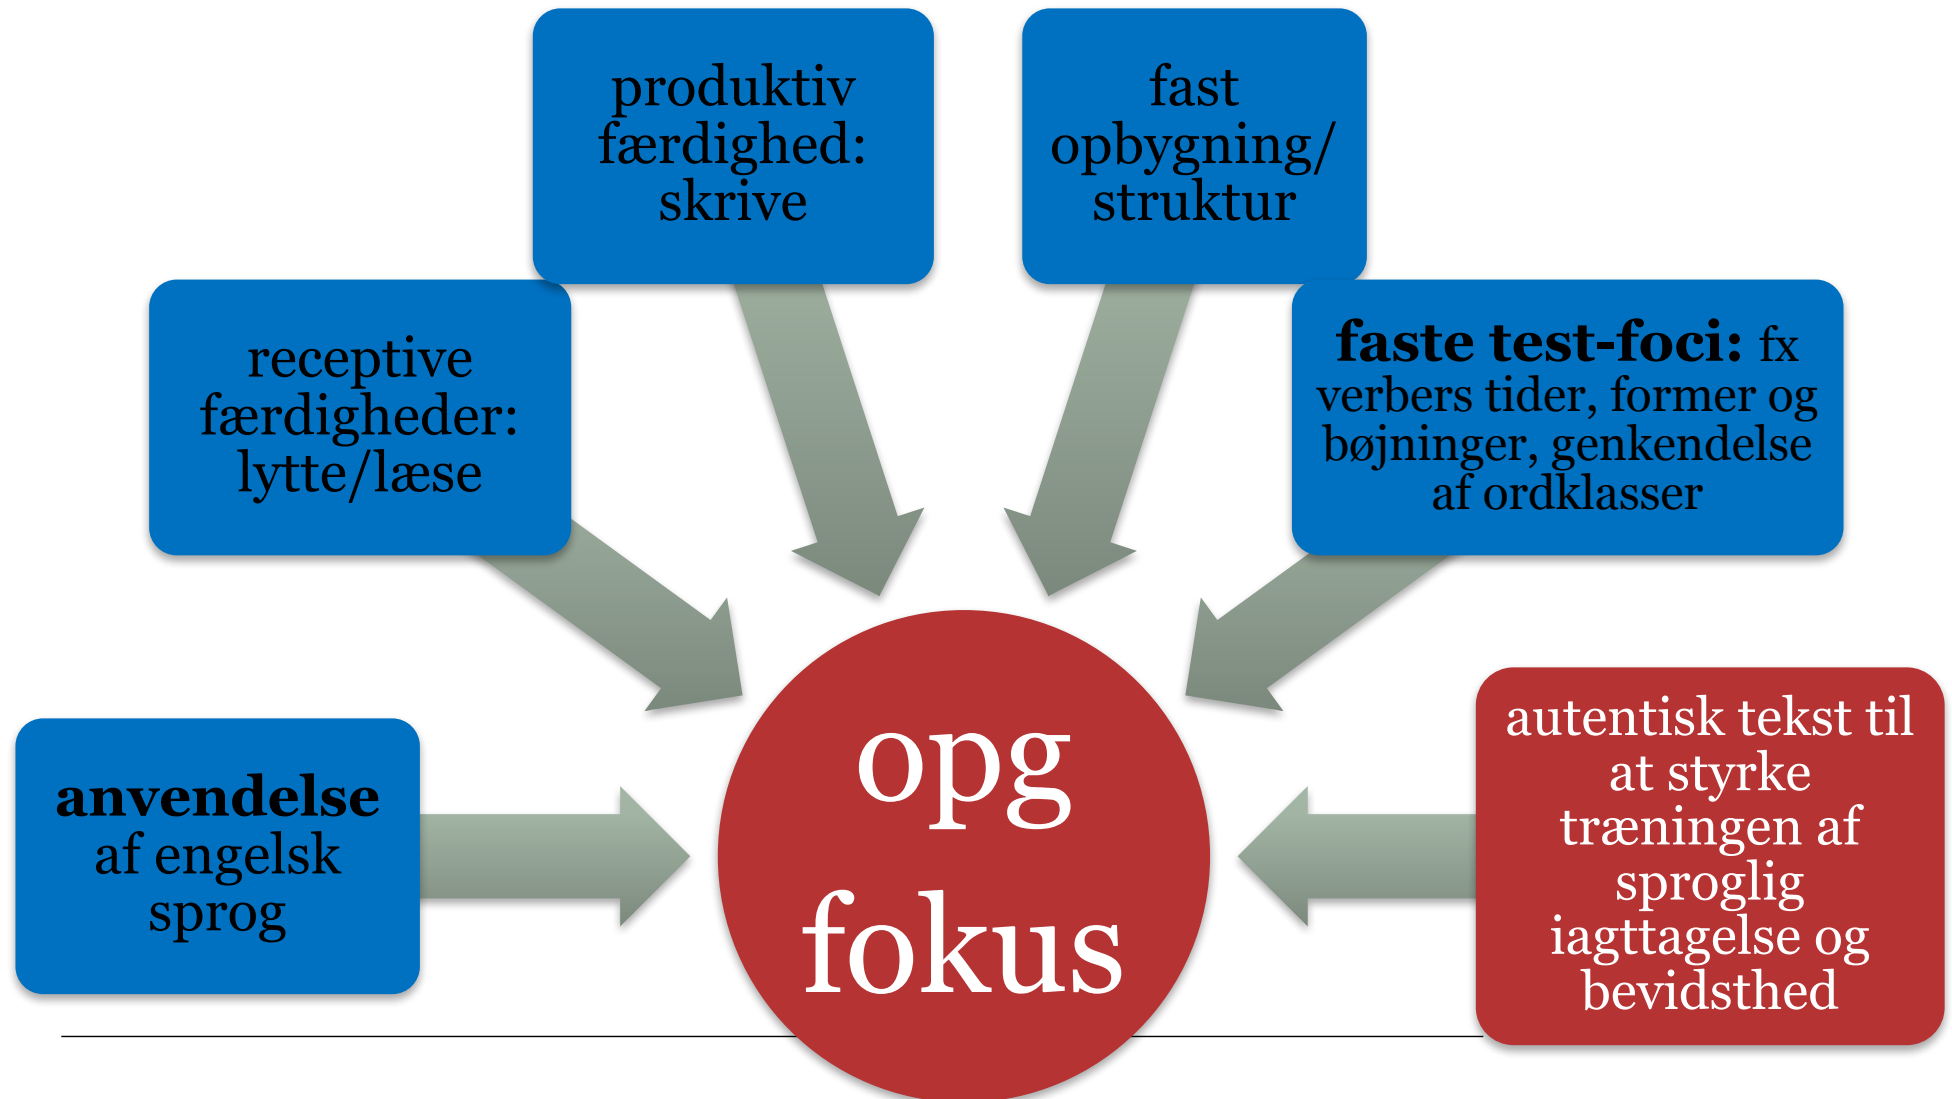 produktiv
færdighed:
skrive
fast
opbygning/
struktur
receptive
færdigheder:
lytte/læse
faste test-foci: fx
verbers tider, former og
bøjninger, genkendelse
af ordklasser
anvendelse
af engelsk
sprog
opg
fokus
autentisk tekst til
at styrke
træningen af
sproglig
iagttagelse og
bevidsthed